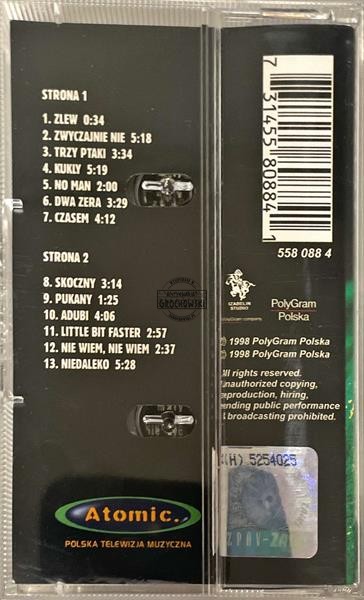 STRONA 1
1. ZLEW 0:34
2. ZWYCZAJNIE NIE 5:18
3. TRZY PTAKI 3:34
4. KUKLY 5:19
5. NO MAN 2:00
6. DWA ZERA 3:29
7. CZASEM 4:12
STRONA 2
8. SKOCZNY 3:14
9. PUKANY 1:25
10. ADUBI 4:06
11. LITTLE BIT FASTER 2:57
12. NIE WIEM, NIE WIEM 2:37
13. NIEDALEKO 5:28
Atomic..
POLSKA TELEWIZJA MUZYCZNA
GROCHOWSKI
7 31455 80884 1
558 088 4
IZABELIN
STUDIO
PolyGram company
PolyGram
Polska
℗ 1998 PolyGram Polska
© 1998 PolyGram Polska
All rights reserved.
unauthorized copying,
reproduction, hiring,
lending public performance
& broadcasting prohibited.
(H) 5254025
ZPAV-ZA